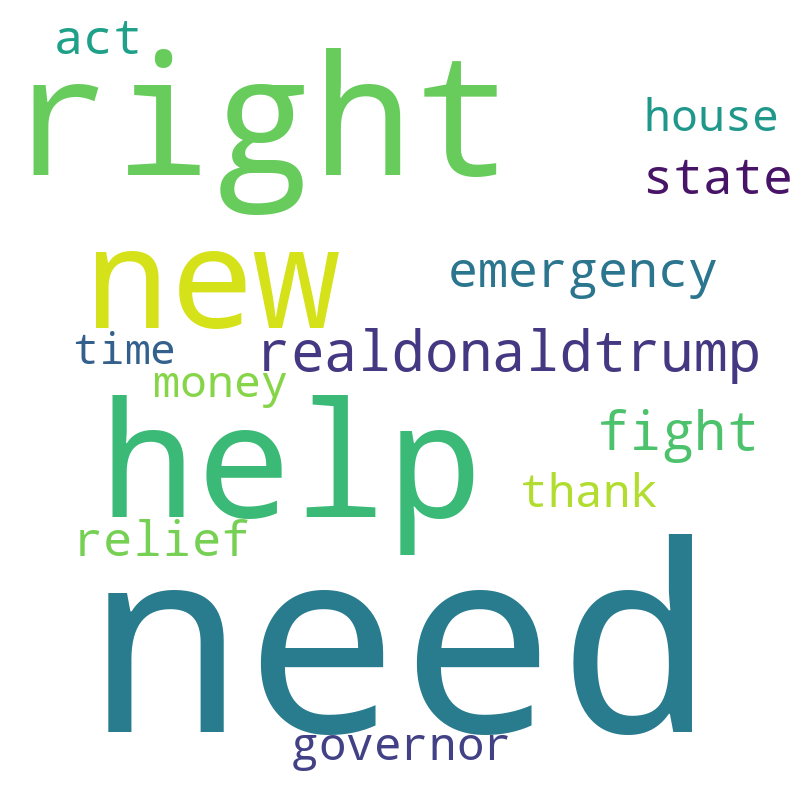 act
right
house
state
new
emergency
time
realdonaldtrump
money
help
fight
thank
relief
need
governor